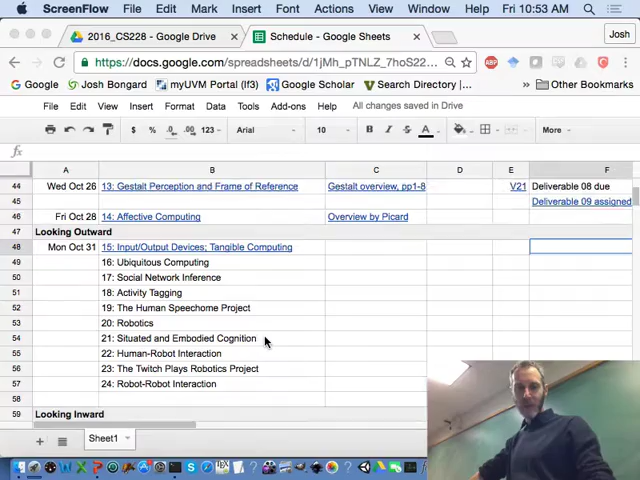 ScreenFlow File Edit Mark Insert Font Actions Arrange View Window Fri Oct 28 10:53 AM
2016_CS228 - Google Drive × Schedule - Google Sheets × Josh
https://docs.google.com/spreadsheets/d/1jMh_pTNLZ_7hoS22...
Google Josh Bongard myUVM Portal (lf3) Google Scholar Search Directory... >> Other Bookmarks
File Edit View Insert Format Data Tools Add-ons Help All changes saved in Drive
$ % .0 .00 123 Arial 10 B I S A More
fx
A B C D E F
44 Wed Oct 26 13: Gestalt Perception and Frame of Reference Gestalt overview, pp1-8 V21 Deliverable 08 due
45 Deliverable 09 assigned
46 Fri Oct 28 14: Affective Computing Overview by Picard
47 Looking Outward
48 Mon Oct 31 15: Input/Output Devices; Tangible Computing
49 16: Ubiquitous Computing
50 17: Social Network Inference
51 18: Activity Tagging
52 19: The Human Speechome Project
53 20: Robotics
54 21: Situated and Embodied Cognition
55 22: Human-Robot Interaction
56 23: The Twitch Plays Robotics Project
57 24: Robot-Robot Interaction
58
59 Looking Inward
+ Sheet1